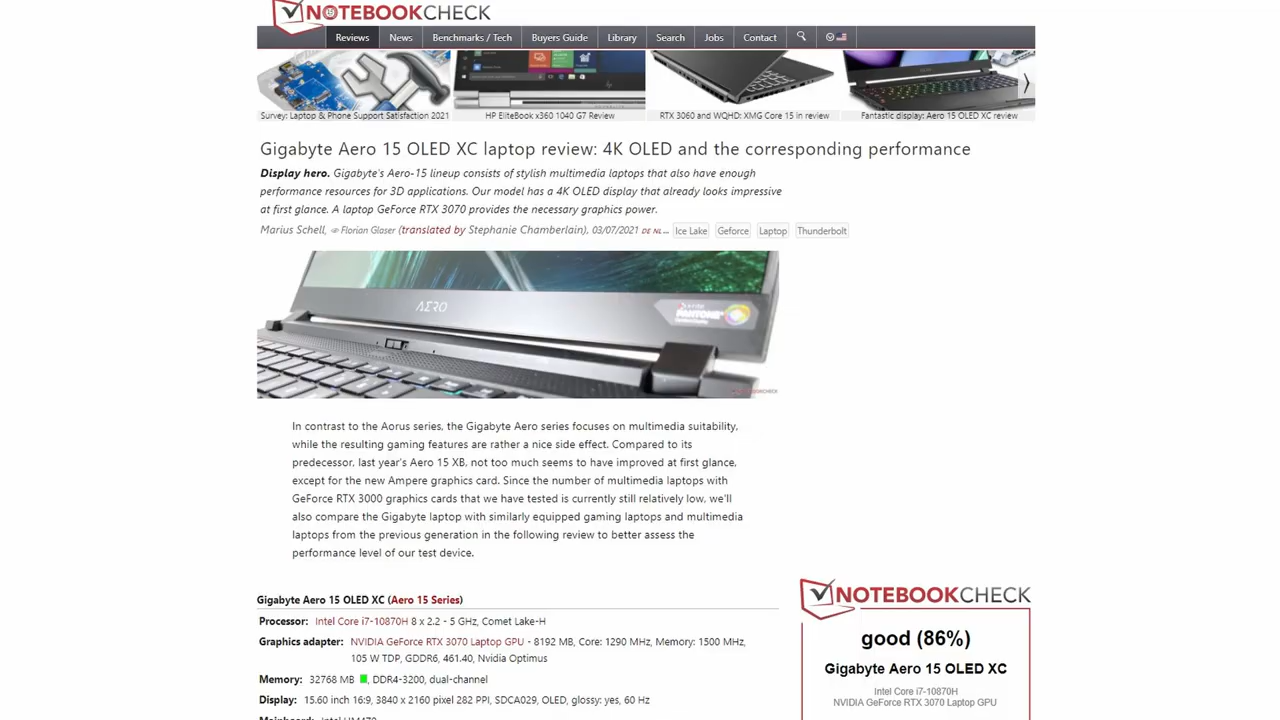 NOTEBOOKCHECK
Reviews News Benchmarks / Tech Buyers Guide Library Search Jobs Contact
Survey: Laptop & Phone Support Satisfaction 2021
HP EliteBook x360 1040 G7 Review
RTX 3060 and WQHD: XMG Core 15 in review
Fantastic display: Aero 15 OLED XC review
Gigabyte Aero 15 OLED XC laptop review: 4K OLED and the corresponding performance
Display hero. Gigabyte's Aero-15 lineup consists of stylish multimedia laptops that also have enough
performance resources for 3D applications. Our model has a 4K OLED display that already looks impressive
at first glance. A laptop GeForce RTX 3070 provides the necessary graphics power.
Marius Schell, Florian Glaser (translated by Stephanie Chamberlain), 03/07/2021 DE NL ... Ice Lake Geforce Laptop Thunderbolt
AERO
PANTONE
NOTEBOOKCHECK
In contrast to the Aorus series, the Gigabyte Aero series focuses on multimedia suitability,
while the resulting gaming features are rather a nice side effect. Compared to its
predecessor, last year's Aero 15 XB, not too much seems to have improved at first glance,
except for the new Ampere graphics card. Since the number of multimedia laptops with
GeForce RTX 3000 graphics cards that we have tested is currently still relatively low, we'll
also compare the Gigabyte laptop with similarly equipped gaming laptops and multimedia
laptops from the previous generation in the following review to better assess the
performance level of our test device.
Gigabyte Aero 15 OLED XC (Aero 15 Series)
Processor: Intel Core i7-10870H 8 x 2.2 - 5 GHz, Comet Lake-H
Graphics adapter: NVIDIA GeForce RTX 3070 Laptop GPU - 8192 MB, Core: 1290 MHz, Memory: 1500 MHz,
105 W TDP, GDDR6, 461.40, Nvidia Optimus
Memory: 32768 MB , DDR4-3200, dual-channel
Display: 15.60 inch 16:9, 3840 x 2160 pixel 282 PPI, SDCA029, OLED, glossy: yes, 60 Hz
Mainboard: Intel HM470
NOTEBOOKCHECK
good (86%)
Gigabyte Aero 15 OLED XC
Intel Core i7-10870H
NVIDIA GeForce RTX 3070 Laptop GPU